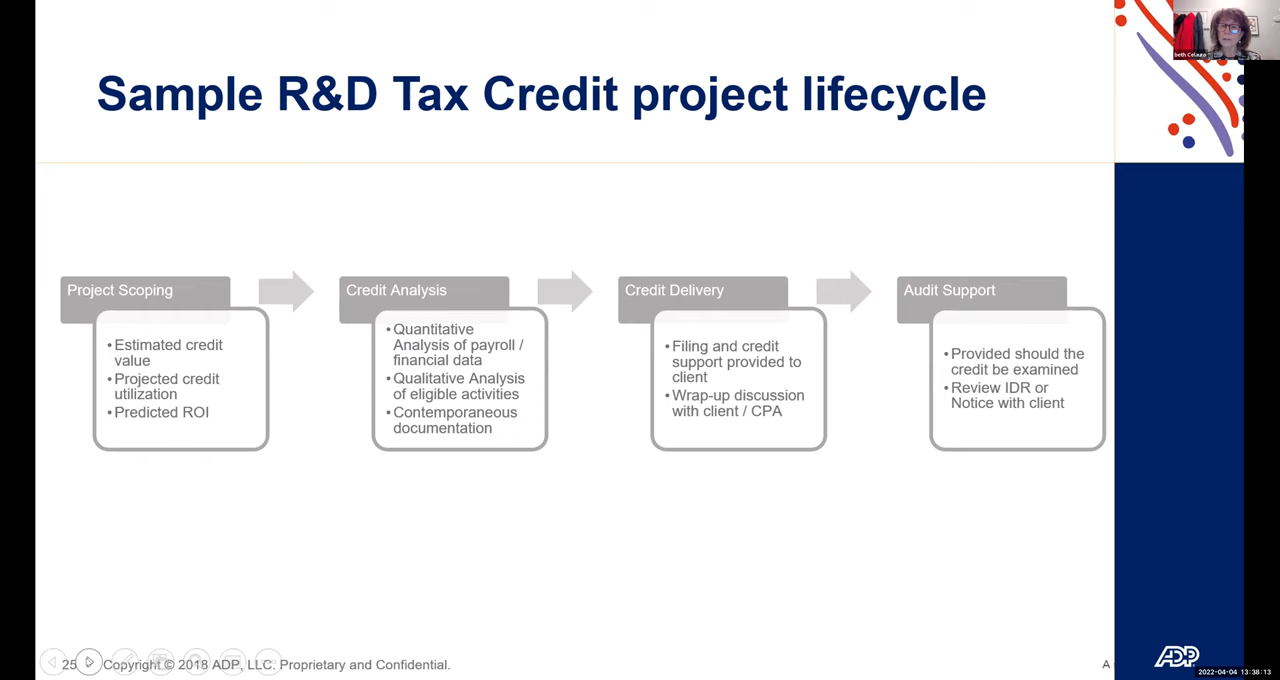 beth Celauro
Sample R&D Tax Credit project lifecycle
Project Scoping
•Estimated credit
value
•Projected credit
utilization
•Predicted ROI
Credit Analysis
•Quantitative
Analysis of payroll /
financial data
•Qualitative Analysis
of eligible activities
•Contemporaneous
documentation
Credit Delivery
•Filing and credit
support provided to
client
•Wrap-up discussion
with client / CPA
Audit Support
•Provided should the
credit be examined
•Review IDR or
Notice with client
25
Copyright © 2018 ADP, LLC. Proprietary and Confidential.
A
ADP
2022-04-04 13:38:13